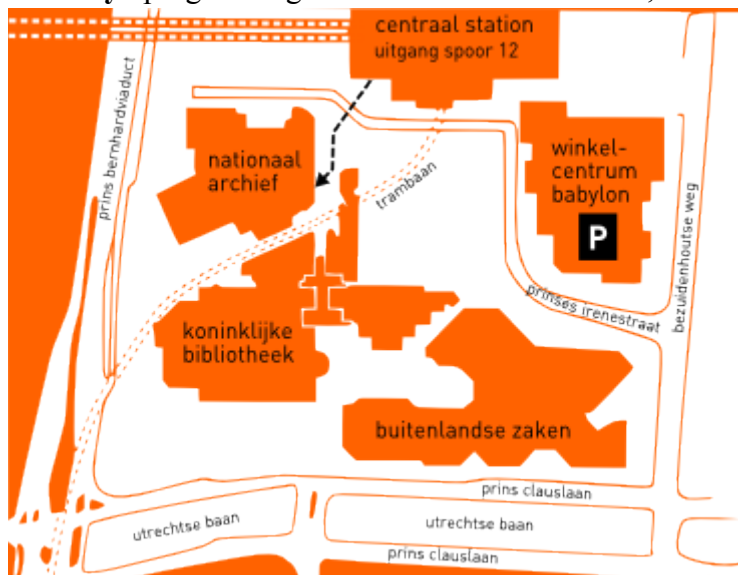 centraal station
uitgang spoor 12
nationaal
archief
winkel-
centrum
babylon
P
prins bernhardviaduct
trambaan
bezuidenhoutse weg
prinses irenestraat
koninklijke
bibliotheek
buitenlandse zaken
prins clauslaan
utrechtse baan
utrechtse baan
prins clauslaan